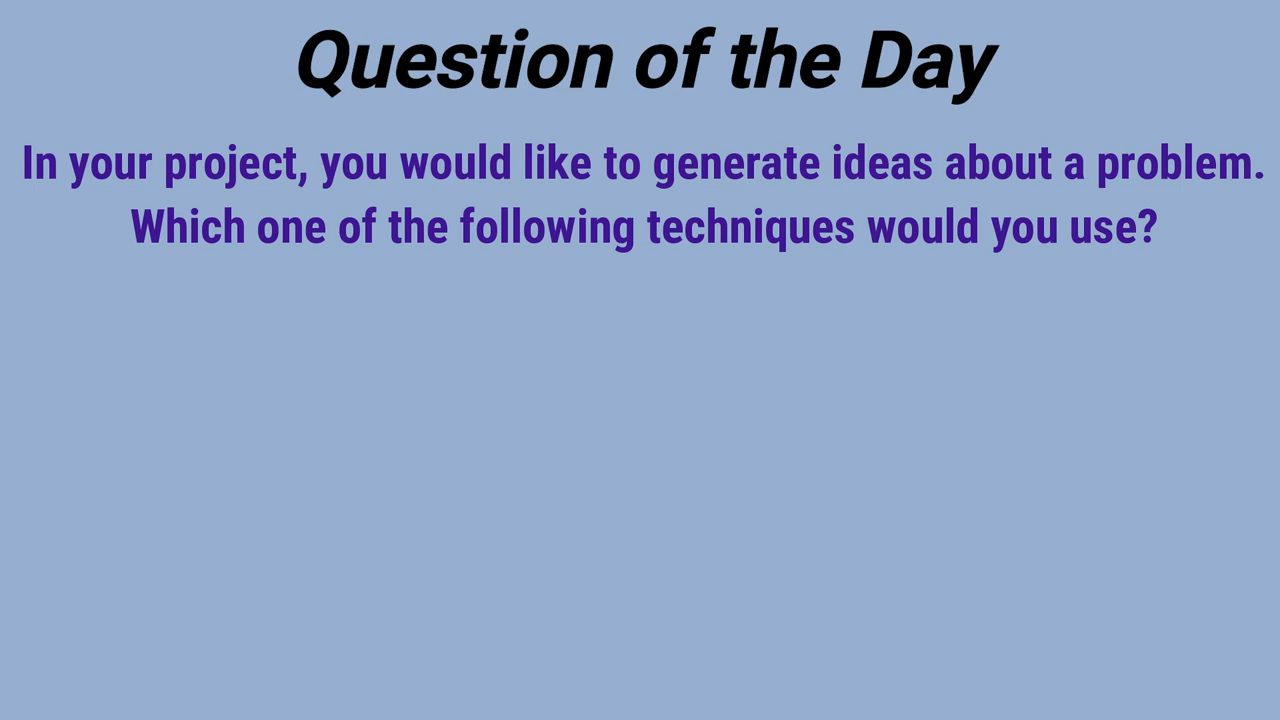 Question of the Day
In your project, you would like to generate ideas about a problem.
Which one of the following techniques would you use?